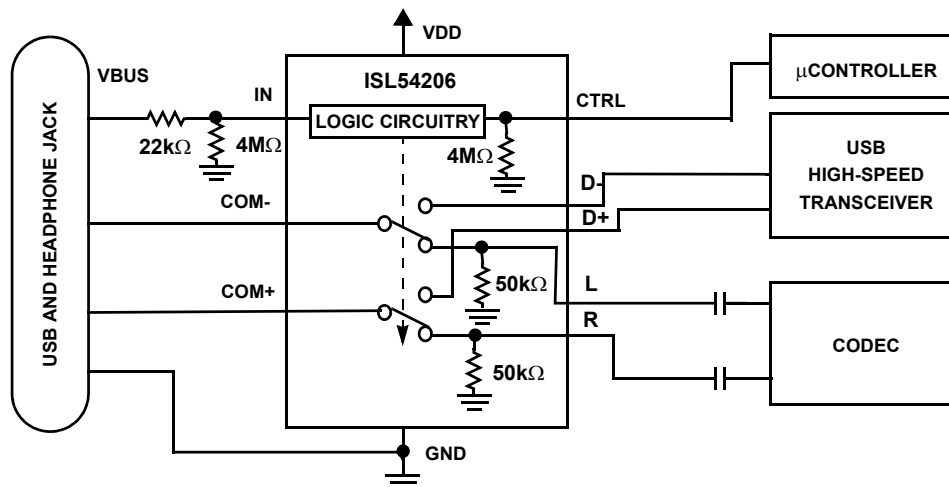 VDD
VBUS
IN
ISL54206
CTRL
µCONTROLLER
LOGIC CIRCUITRY
22kΩ
4MΩ
4MΩ
USB
HIGH-SPEED
TRANSCEIVER
D-
D+
COM-
COM+
USB AND HEADPHONE JACK
50kΩ
L
R
50kΩ
CODEC
GND